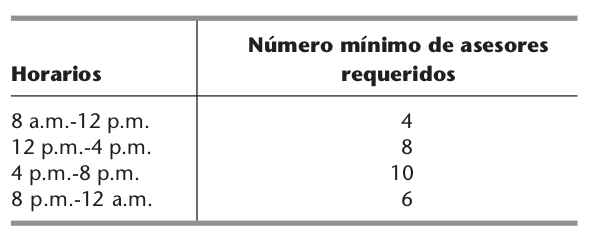 Número mínimo de asesores
Horarios requeridos
8 a.m.-12 p.m. 4
12 p.m.-4 p.m. 8
4 p.m.-8 p.m. 10
8 p.m.-12 a.m. 6